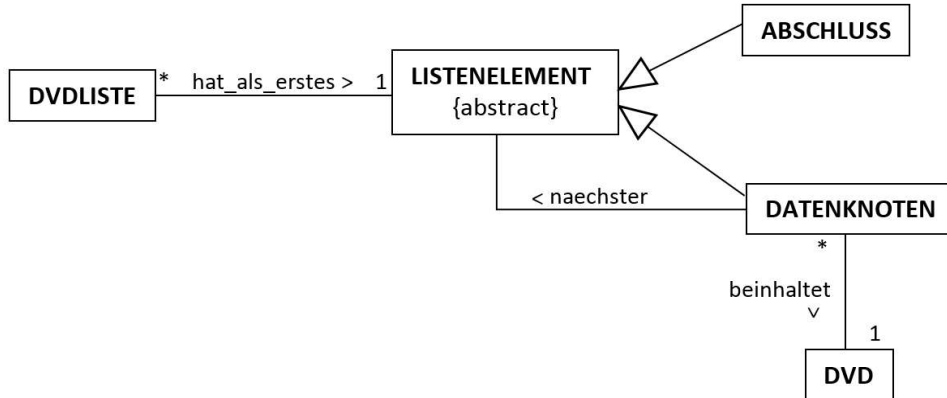 ABSCHLUSS
DVDLISTE
* hat_als_erstes > 1
LISTENELEMENT
{abstract}
< naechster
DATENKNOTEN
*
beinhaltet
v
1
DVD